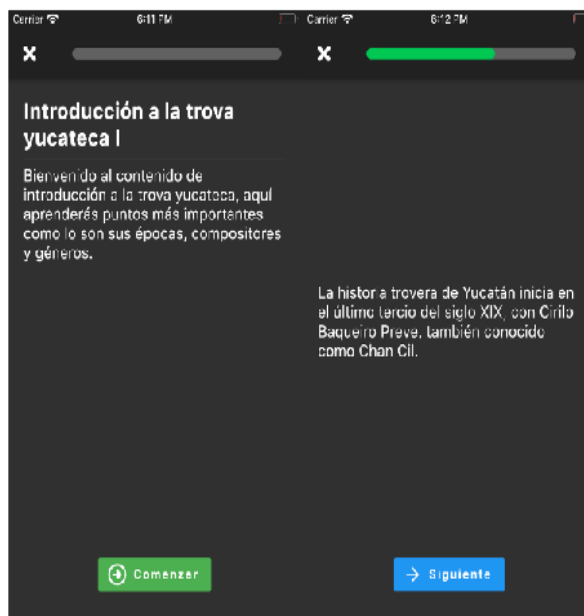 Carrier 6:11 PM
Introducción a la trova
yucateca I
Bienvenido al contenido de
introducción a la trova yucateca, aquí
aprenderás puntos más importantes
como lo son sus épocas, compositores
y géneros.
Comenzar
Carrier 6:12 PM
La histor a trovera de Yucatán inicia en
el último tercio del siglo XIX, con Cirilo
Baqueiro Preve, también conocido
como Chan Cil.
Siguiente